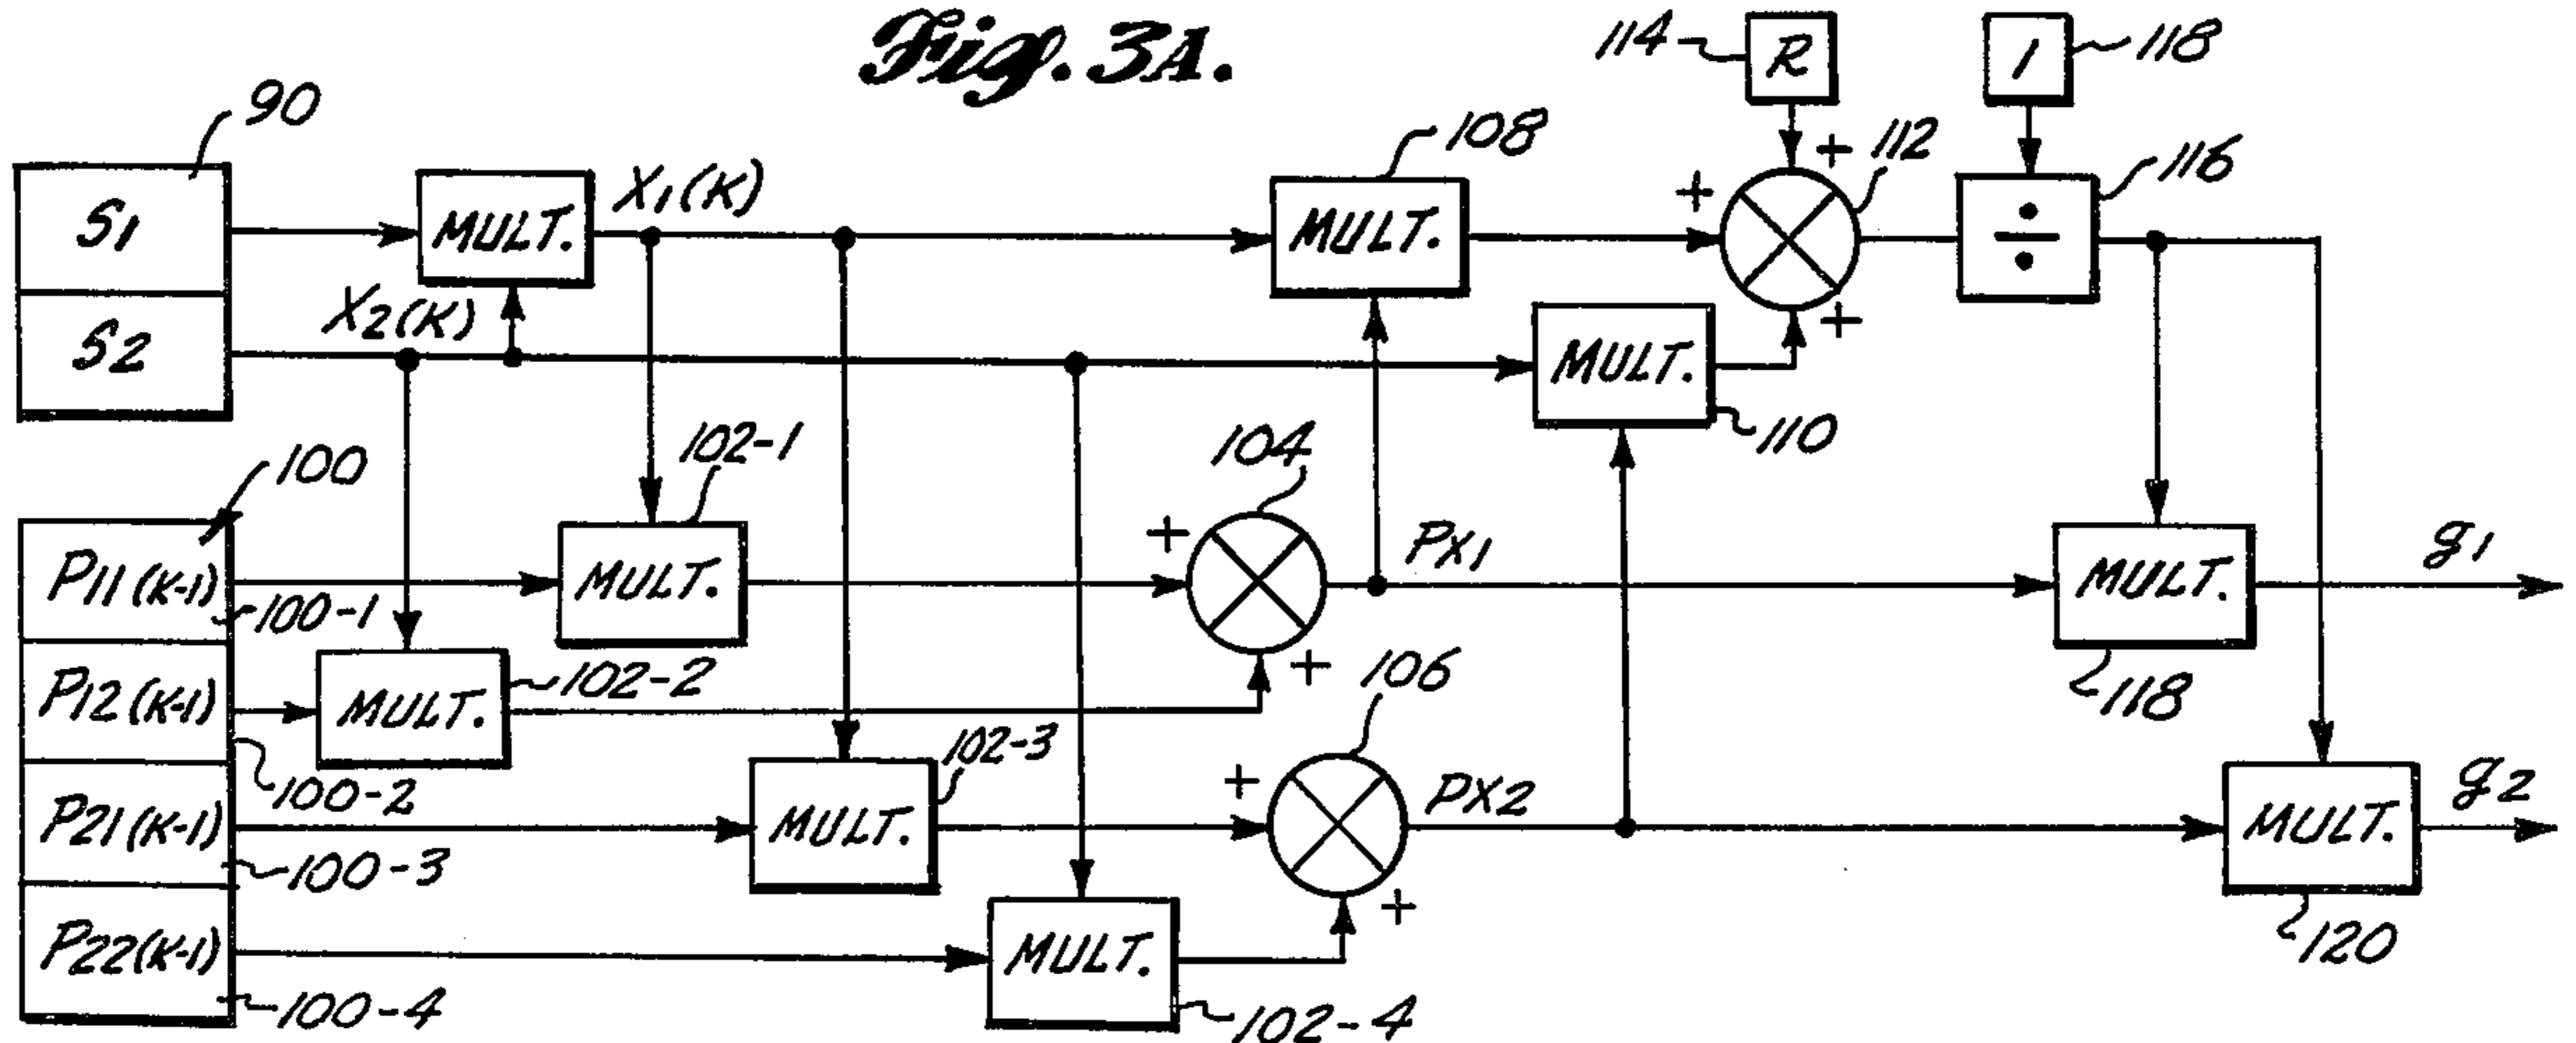 Fig. 3A.
114
R
1
118
90
108
112
116
S1
MULT.
X1(K)
MULT.
+
+
÷
S2
X2(K)
MULT.
+
110
100
102-1
104
P11(K-1)
100-1
MULT.
+
PX1
MULT.
g1
P12(K-1)
MULT.
102-2
+
106
118
100-2
102-3
P21(K-1)
100-3
MULT.
+
PX2
MULT.
g2
P22(K-1)
100-4
MULT.
102-4
+
120